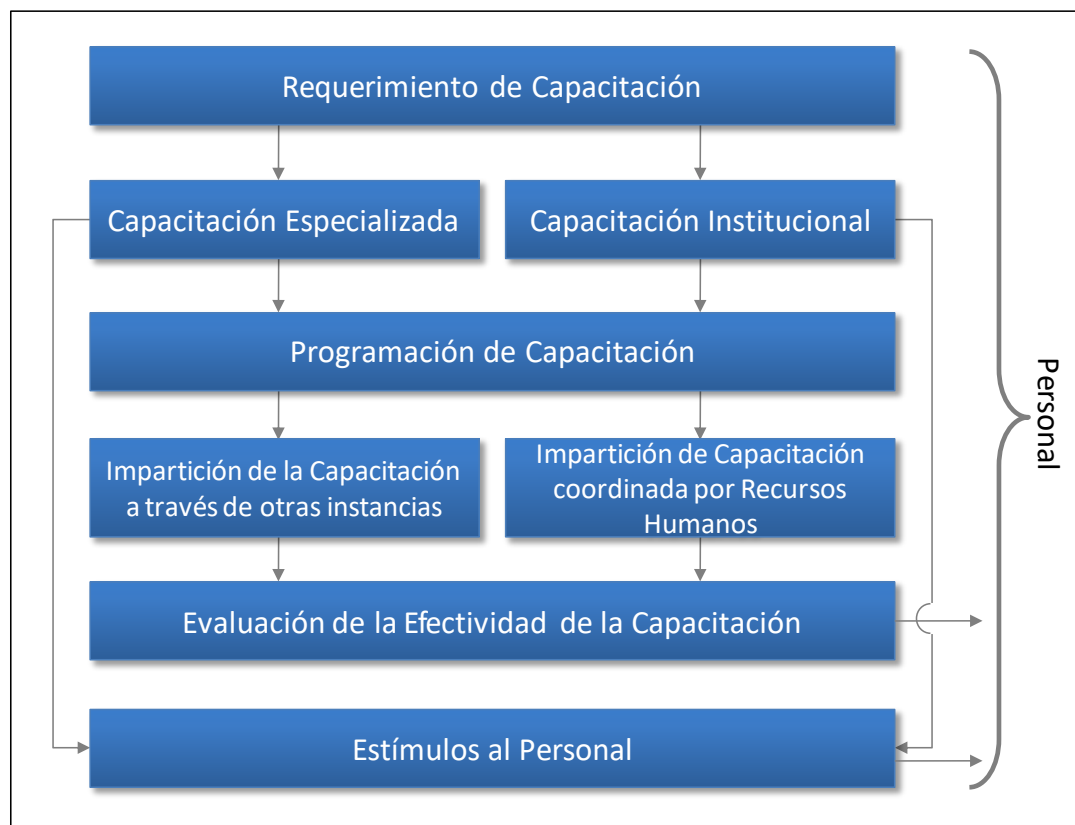 Requerimiento de Capacitación
Capacitación Especializada
Capacitación Institucional
Programación de Capacitación
Impartición de la Capacitación
a través de otras instancias
Impartición de Capacitación
coordinada por Recursos
Humanos
Evaluación de la Efectividad de la Capacitación
Estímulos al Personal
Personal